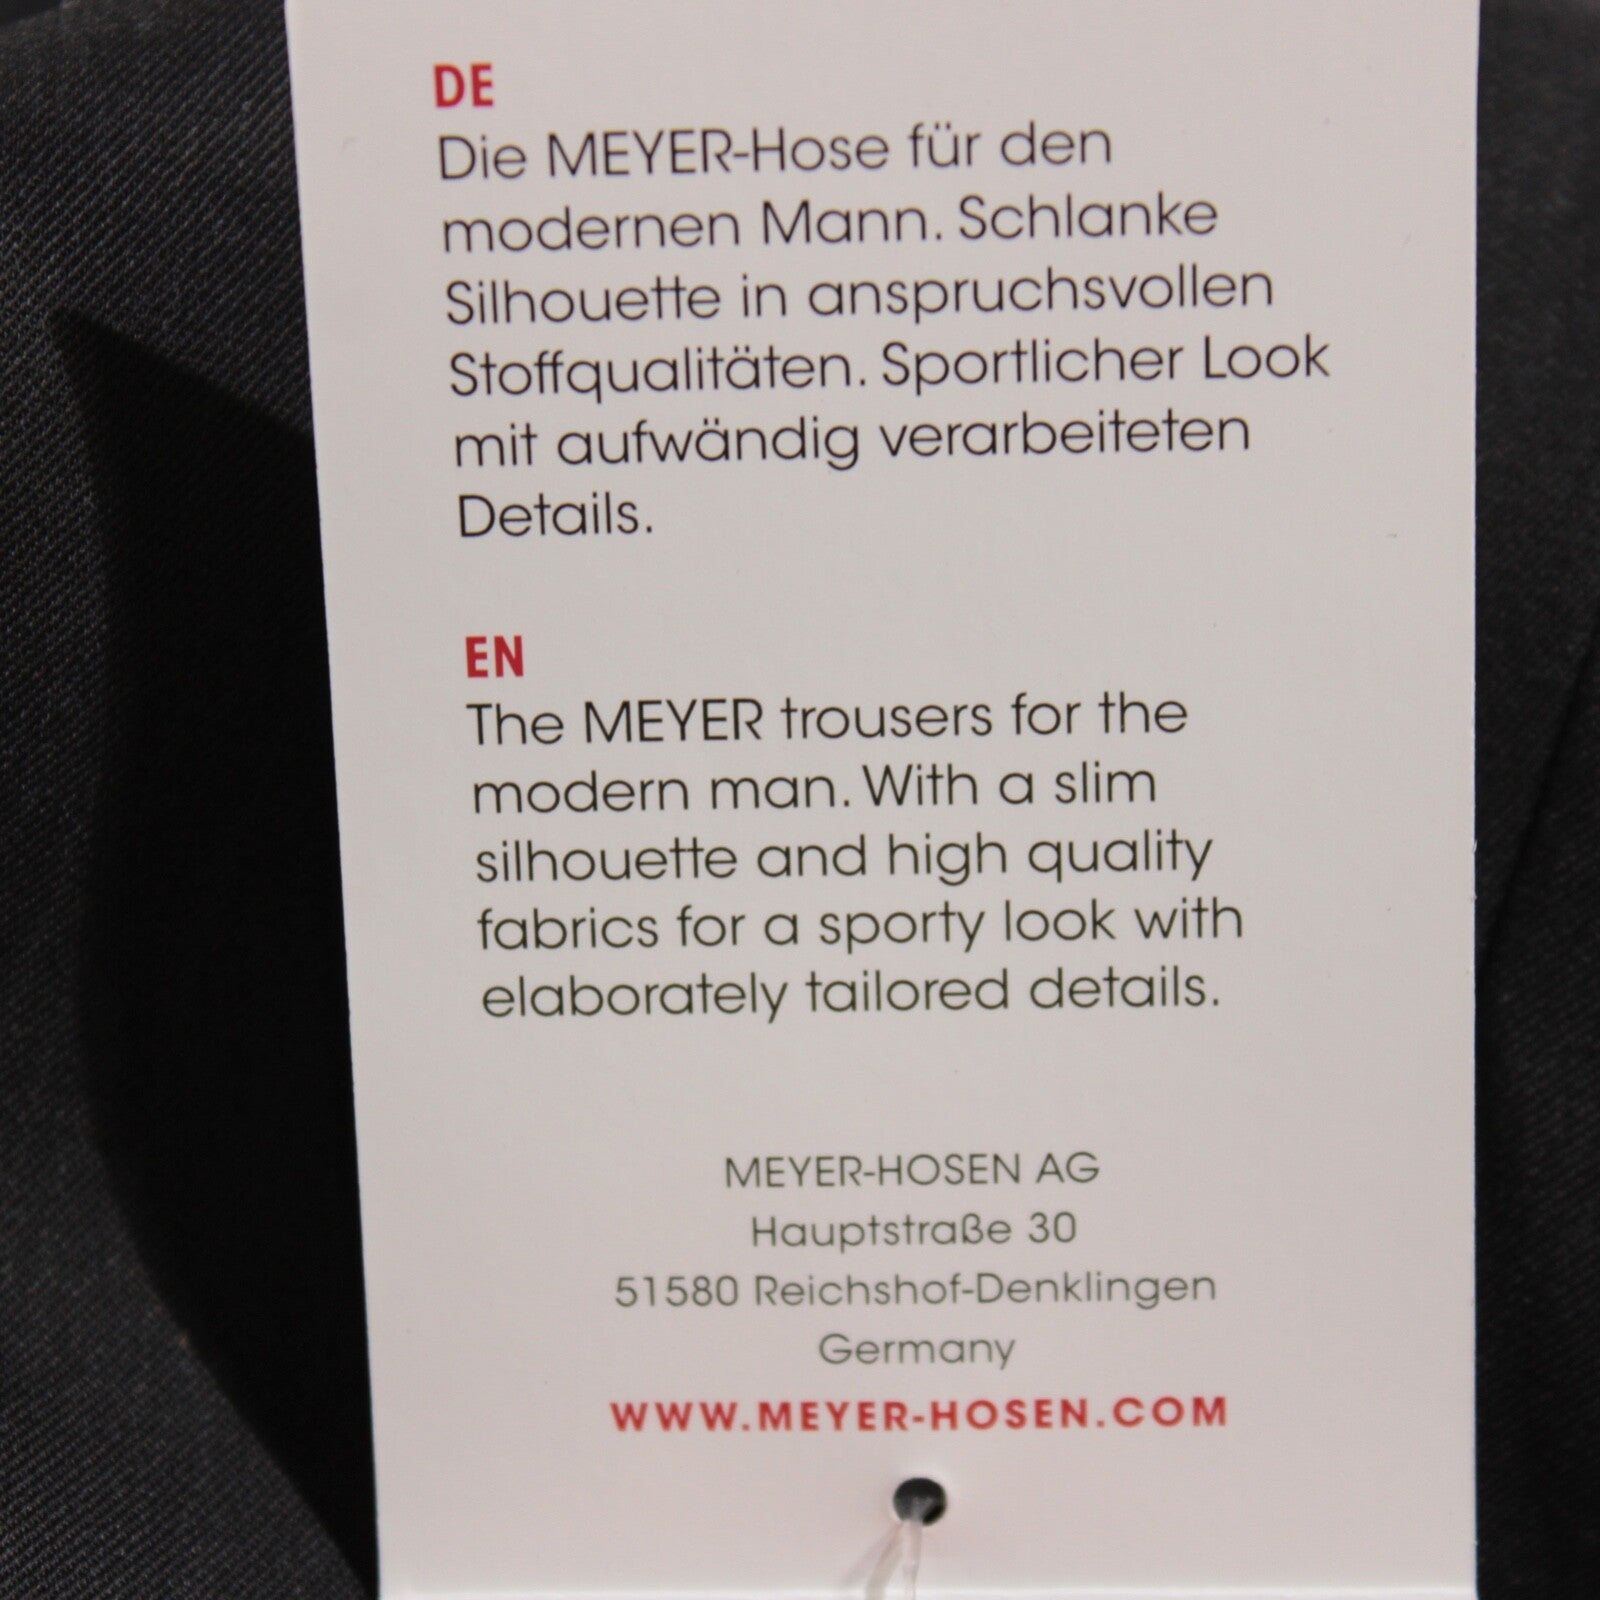 DE
Die MEYER-Hose für den
modernen Mann. Schlanke
Silhouette in anspruchsvollen
Stoffqualitäten. Sportlicher Look
mit aufwändig verarbeiteten
Details.
EN
The MEYER trousers for the
modern man. With a slim
silhouette and high quality
fabrics for a sporty look with
elaborately tailored details.
MEYER-HOSEN AG
Hauptstraße 30
51580 Reichshof-Denklingen
Germany
WWW.MEYER-HOSEN.COM